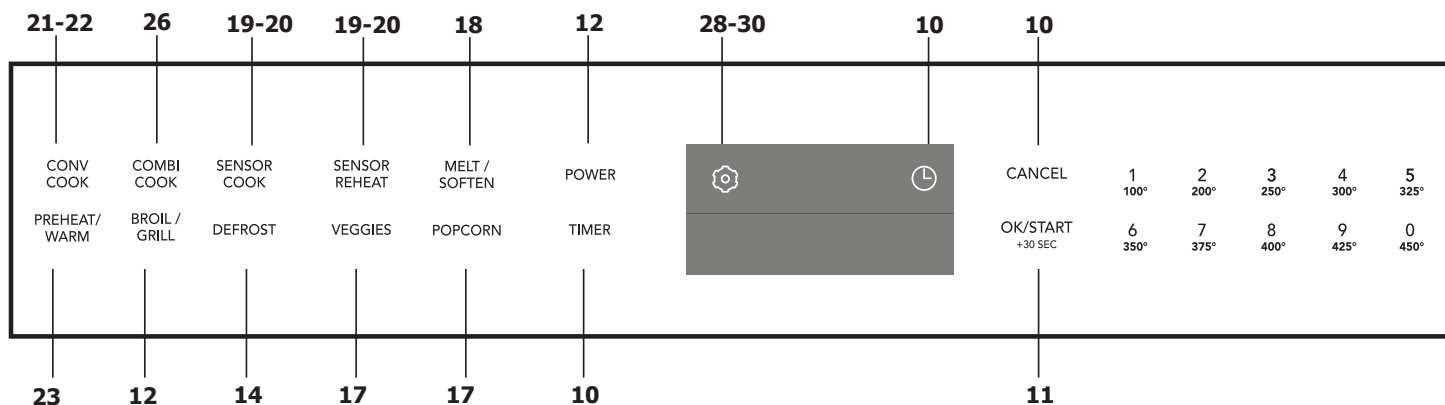 21-22 26 19-20 19-20 18 12 28-30 10 10
CONV COMBI SENSOR SENSOR MELT / POWER CANCEL 1 2 3 4 5
COOK COOK COOK REHEAT SOFTEN 100° 200° 250° 300° 325°
PREHEAT/ BROIL / DEFROST VEGGIES POPCORN TIMER OK/START 6 7 8 9 0
WARM GRILL +30 SEC 350° 375° 400° 425° 450°
23 12 14 17 17 10 11